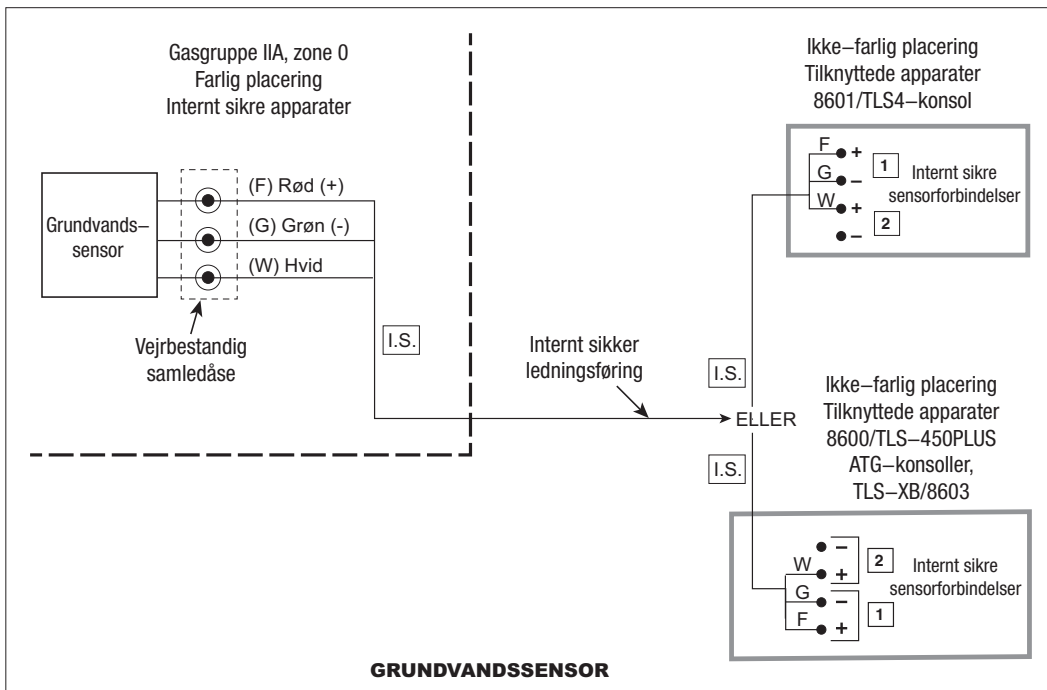 Gasgruppe IIA, zone 0
Farlig placering
Internt sikre apparater
Grundvands–
sensor
(F) Rød (+)
(G) Grøn (-)
(W) Hvid
Vejrbestandig
samledåse
I.S.
Internt sikker
ledningsføring
I.S.
ELLER
I.S.
Ikke–farlig placering
Tilknyttede apparater
8601/TLS4–konsol
F + 1
G –
W + 2
–
Internt sikre
sensorforbindelser
Ikke–farlig placering
Tilknyttede apparater
8600/TLS–450PLUS
ATG–konsoller,
TLS–XB/8603
– 2
W +
G – 1
F +
Internt sikre
sensorforbindelser
GRUNDVANDSSENSOR